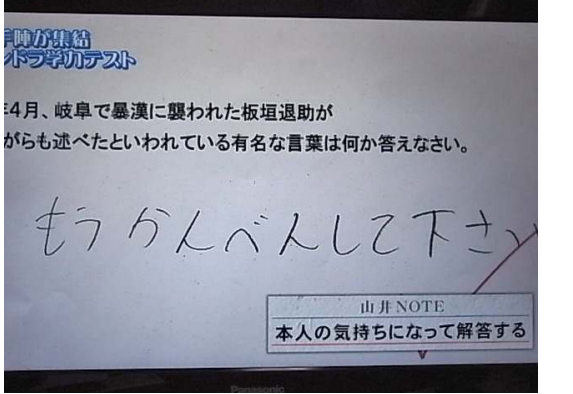 手陣が集結
ンドラ学力テスト
年4月、岐阜で暴漢に襲われた板垣退助が
がらも述べたといわれている有名な言葉は何か答えなさい。
もうかんべんして下さい
山井NOTE
本人の気持ちになって解答する
Panasonic